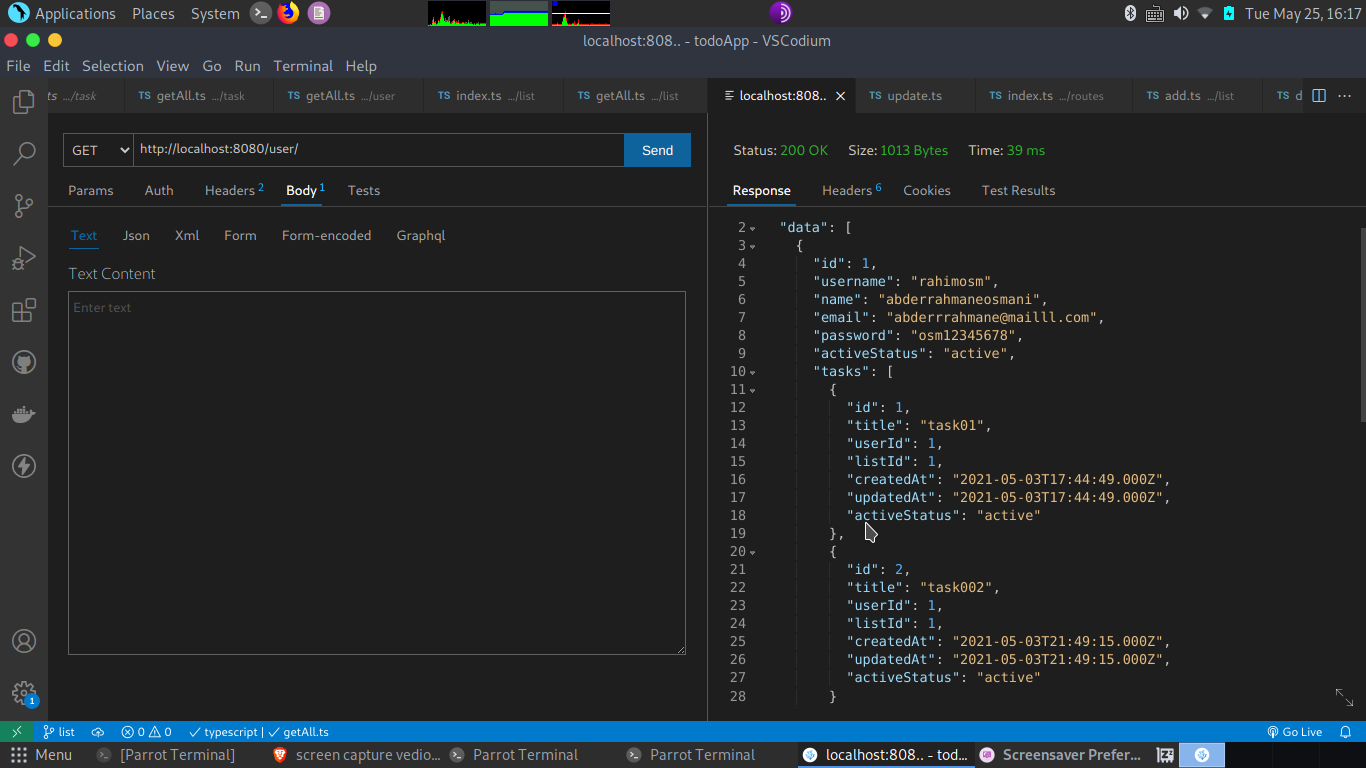 Applications Places System Tue May 25, 16:17
localhost:808.. - todoApp - VSCodium
File Edit Selection View Go Run Terminal Help
ts .../task TS getAll.ts .../task TS getAll.ts .../user TS index.ts .../list TS getAll.ts .../list localhost:808.. TS update.ts TS index.ts .../routes TS add.ts .../list TS d
GET http://localhost:8080/user/ Send
Status: 200 OK Size: 1013 Bytes Time: 39 ms
Params Auth Headers 2 Body 1 Tests
Response Headers 6 Cookies Test Results
Text Json Xml Form Form-encoded Graphql
Text Content
Enter text
2 "data": [
3 {
4 "id": 1,
5 "username": "rahimosm",
6 "name": "abderrahmaneosmani",
7 "email": "abderrrahmane@mailll.com",
8 "password": "osm12345678",
9 "activeStatus": "active",
10 "tasks": [
11 {
12 "id": 1,
13 "title": "task01",
14 "userId": 1,
15 "listId": 1,
16 "createdAt": "2021-05-03T17:44:49.000Z",
17 "updatedAt": "2021-05-03T17:44:49.000Z",
18 "activeStatus": "active"
19 },
20 {
21 "id": 2,
22 "title": "task002",
23 "userId": 1,
24 "listId": 1,
25 "createdAt": "2021-05-03T21:49:15.000Z",
26 "updatedAt": "2021-05-03T21:49:15.000Z",
27 "activeStatus": "active"
28 }
1
list 0 0 typescript | getAll.ts Go Live
Menu [Parrot Terminal] screen capture vedio... Parrot Terminal Parrot Terminal localhost:808.. - tod... Screensaver Prefer...